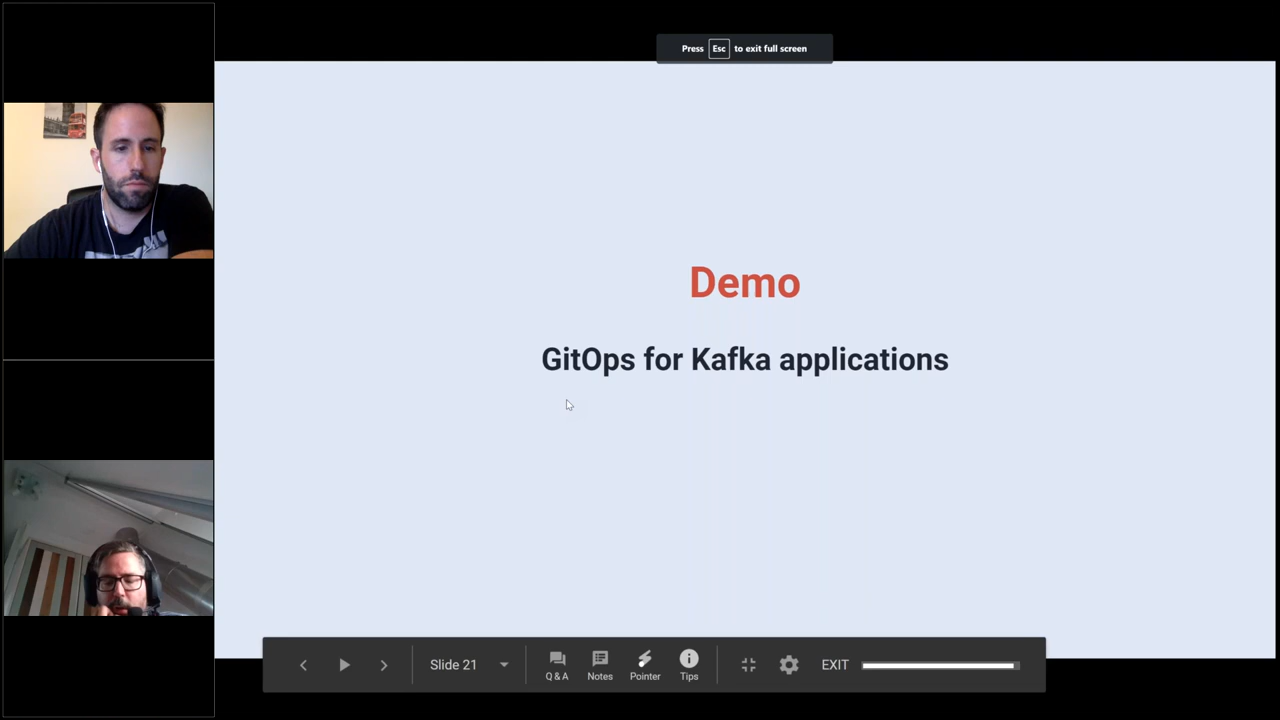 Press Esc to exit full screen
Demo
GitOps for Kafka applications
Slide 21
Q & A
Notes
Pointer
Tips
EXIT